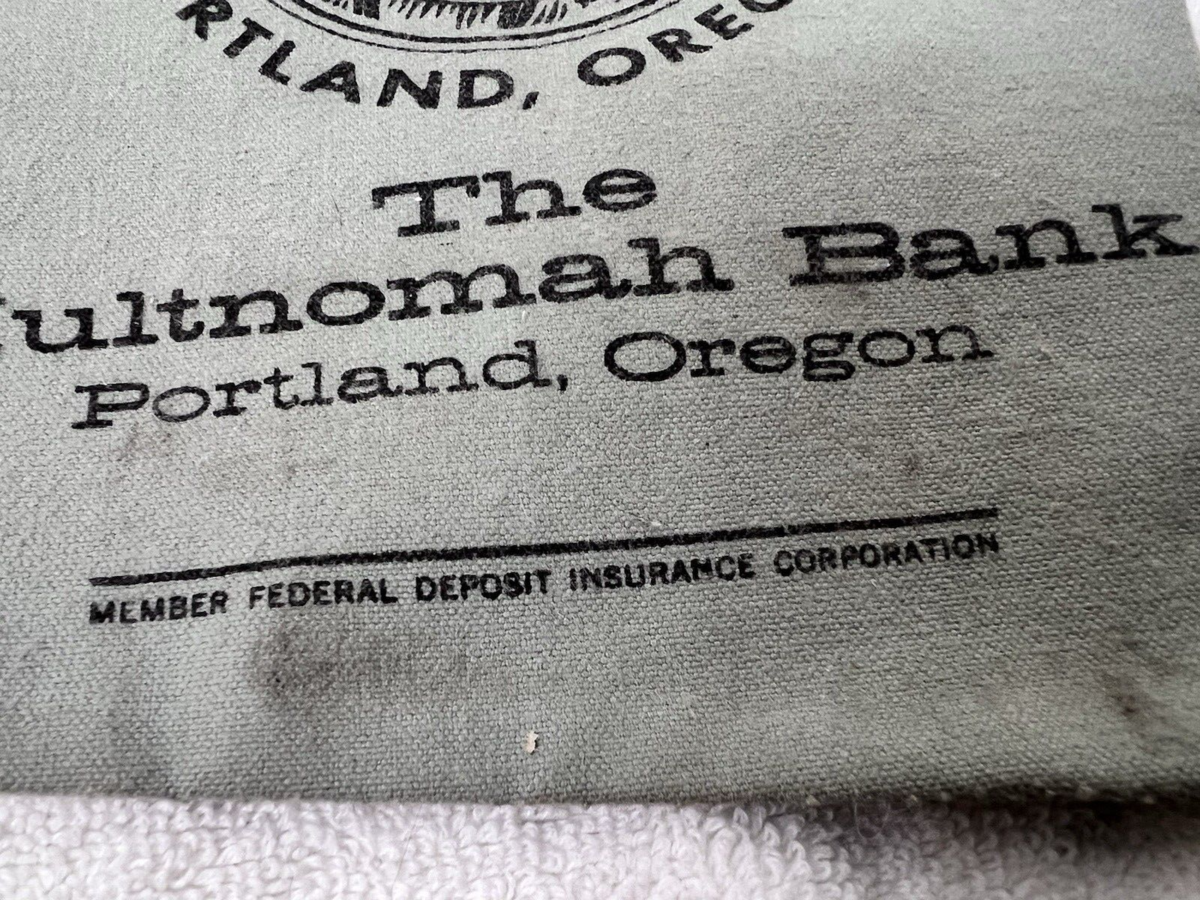 RTLAND, OREG
The
ultnomah Bank
Portland, Oregon
MEMBER FEDERAL DEPOSIT INSURANCE CORPORATION